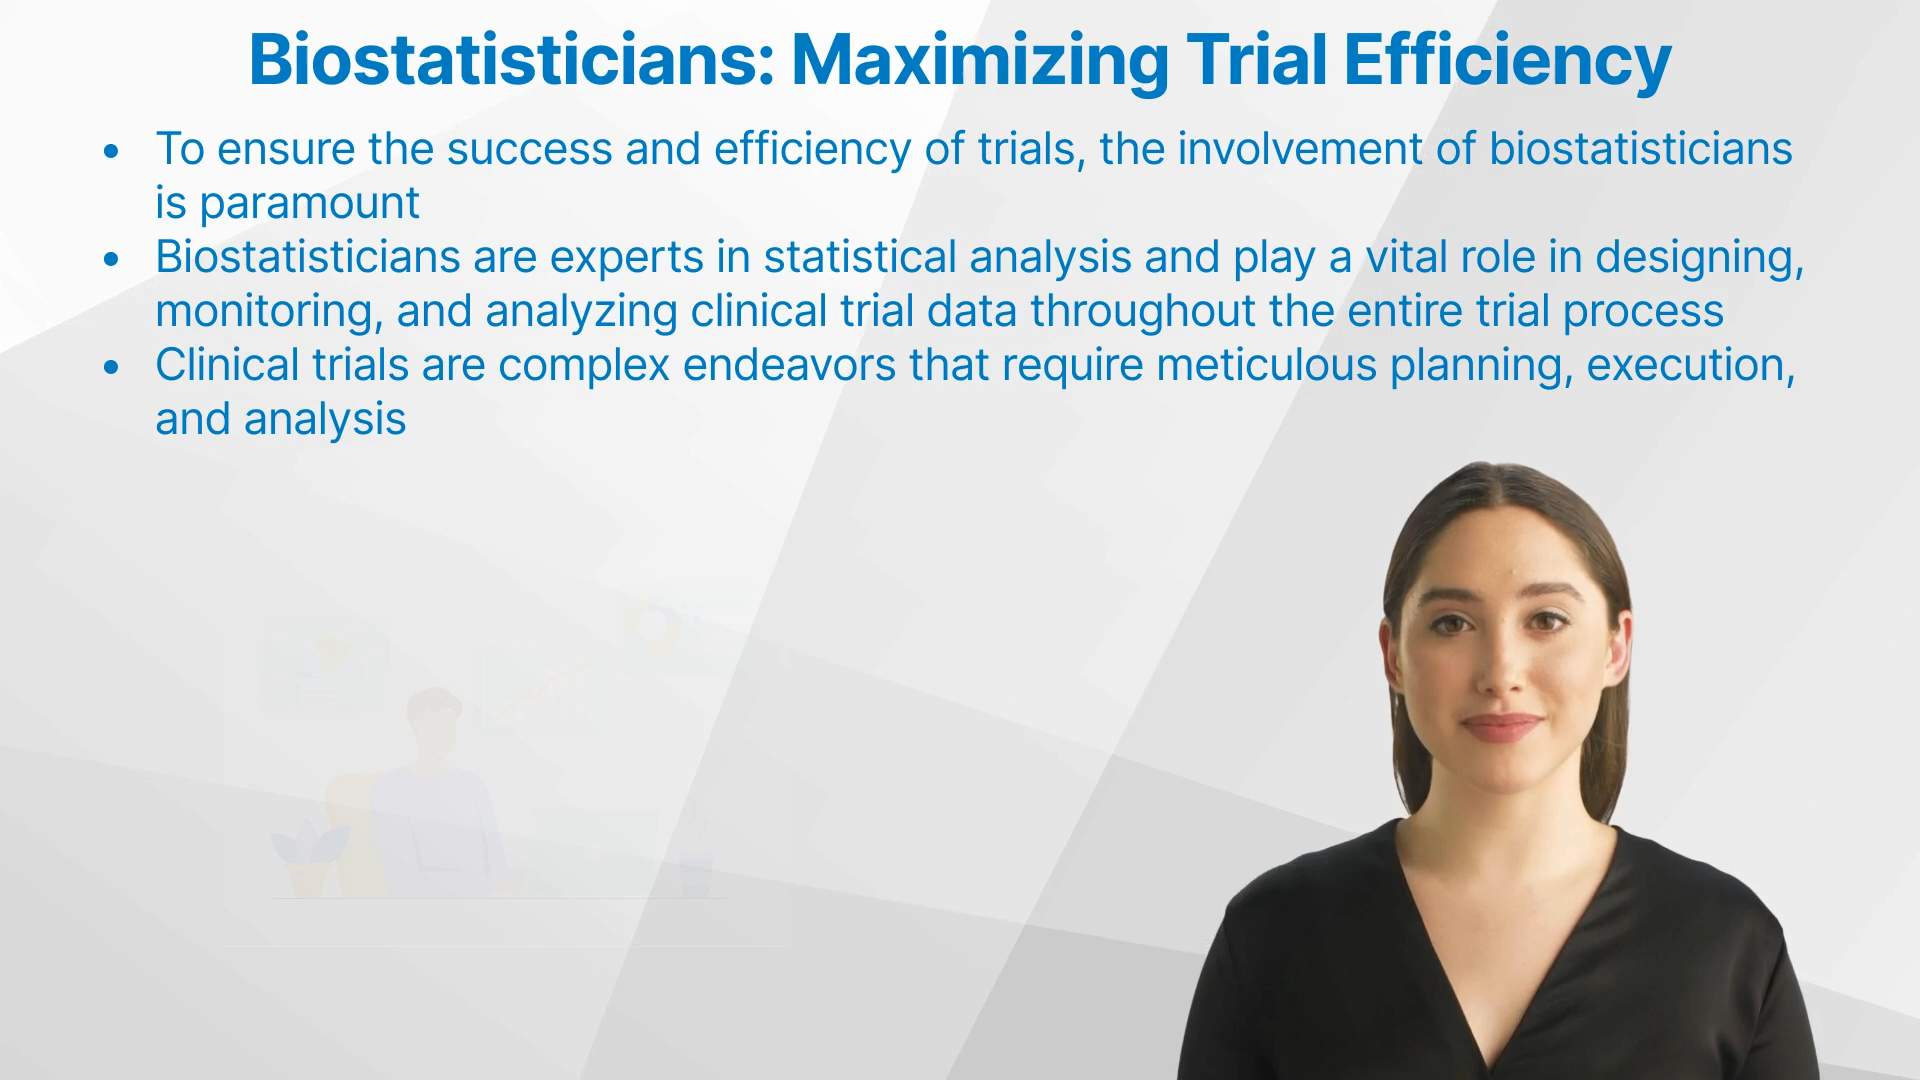 Biostatisticians: Maximizing Trial Efficiency
• To ensure the success and efficiency of trials, the involvement of biostatisticians
is paramount
• Biostatisticians are experts in statistical analysis and play a vital role in designing,
monitoring, and analyzing clinical trial data throughout the entire trial process
• Clinical trials are complex endeavors that require meticulous planning, execution,
and analysis